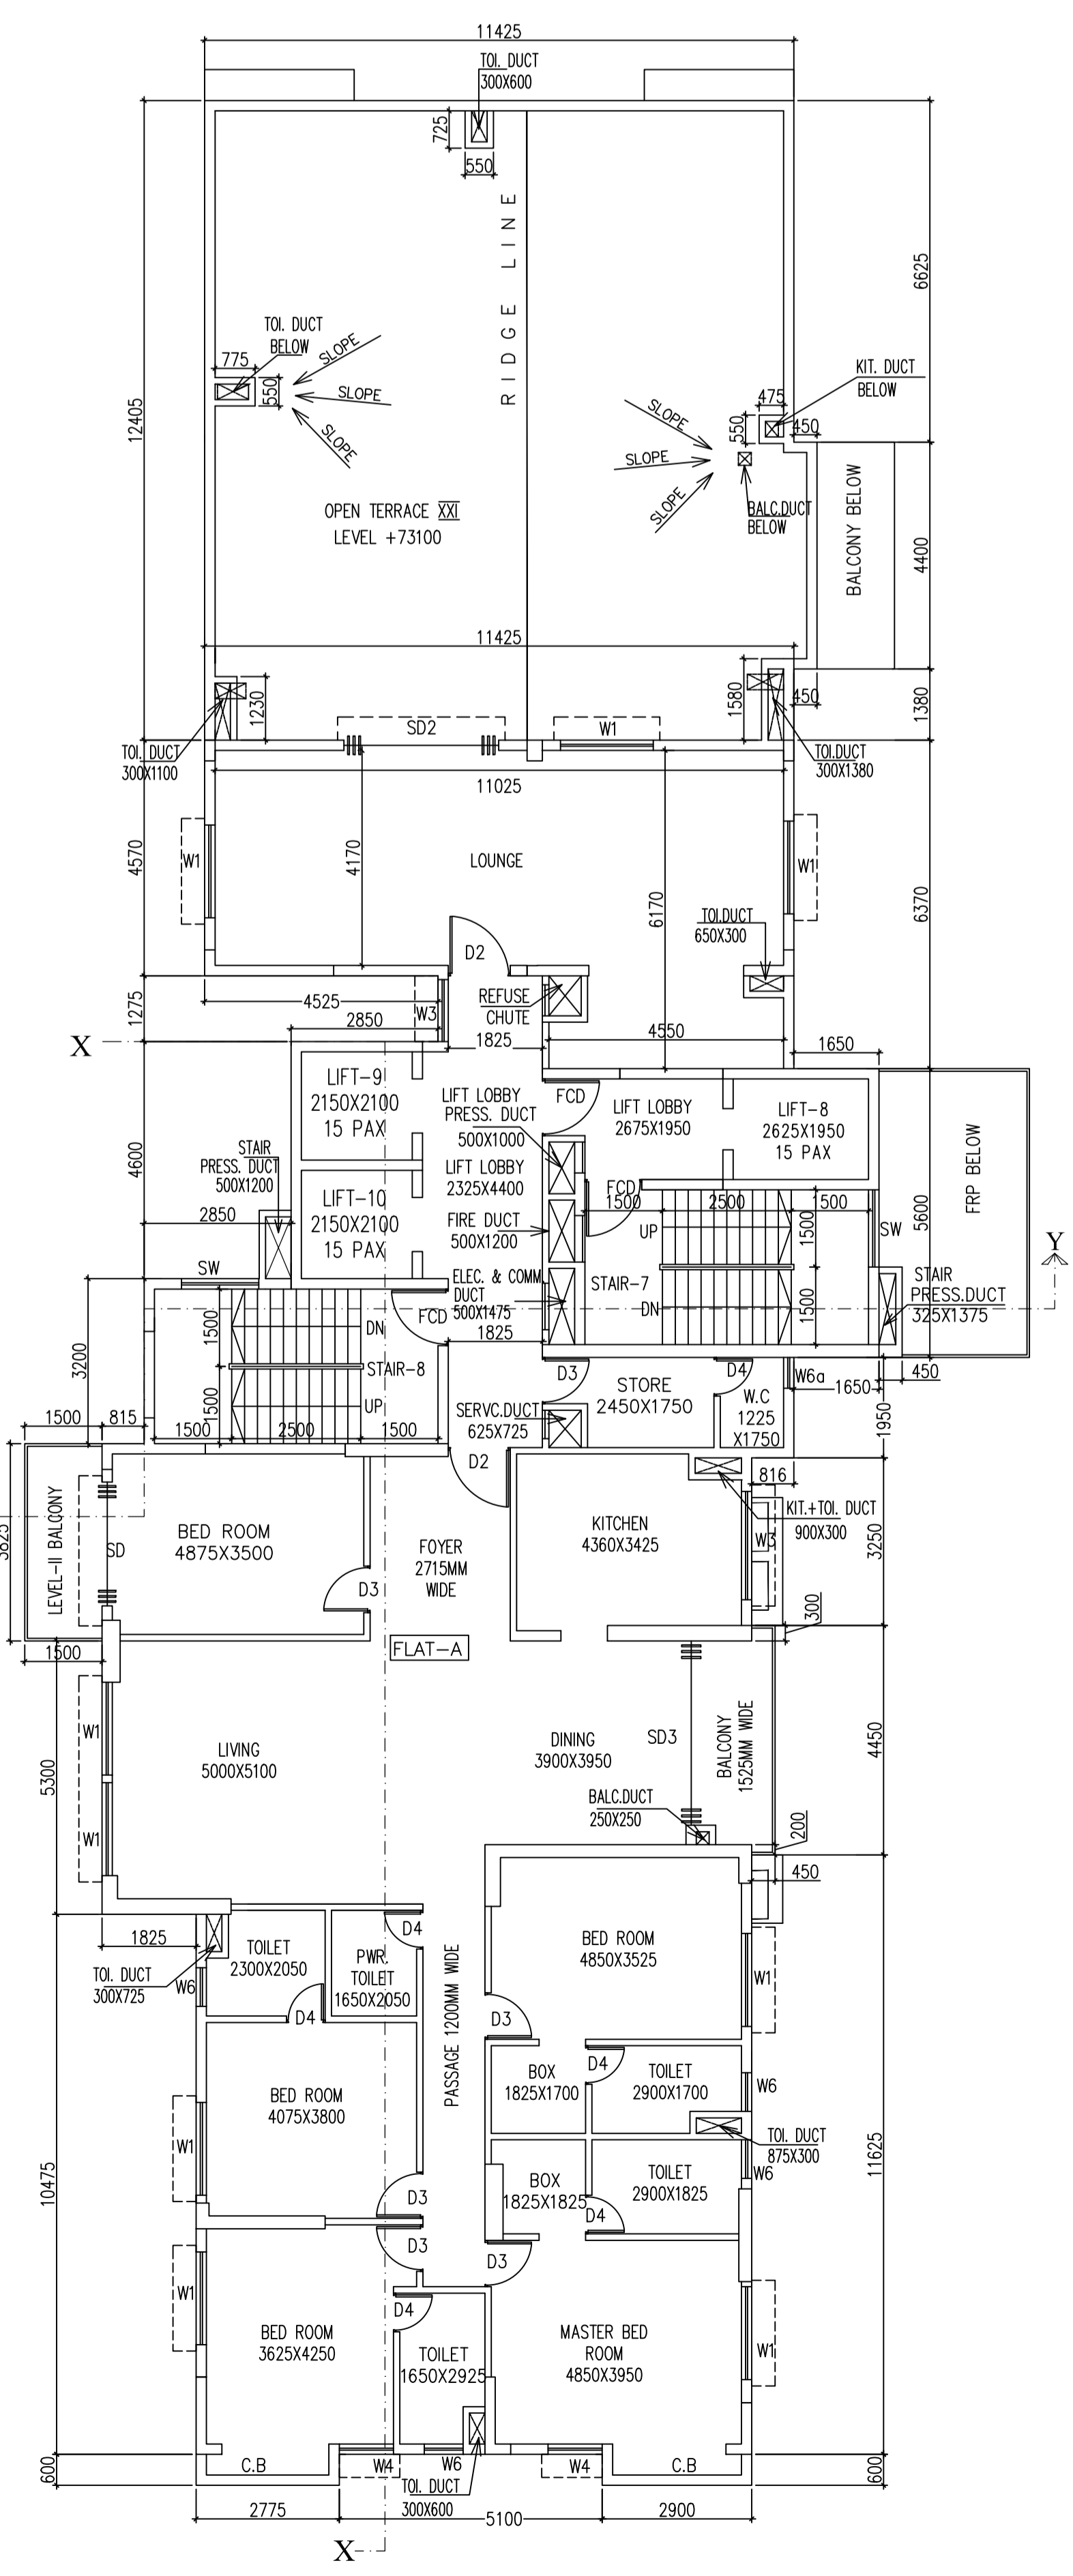 11425
TOI. DUCT
300X600
725
550
RIDGE LINE
6625
12405
TOI. DUCT
BELOW
775
550
SLOPE
SLOPE
SLOPE
KIT. DUCT
BELOW
475
550
450
SLOPE
SLOPE
SLOPE
BALC.DUCT
BELOW
BALCONY BELOW
4400
OPEN TERRACE XXI
LEVEL +73100
11425
1230
1580
450
1380
SD2
W1
TOI. DUCT
300X1100
TOI.DUCT
300X1380
11025
4570
W1
4170
LOUNGE
6170
W1
6370
TOI.DUCT
650X300
D2
1275
4525
W3
REFUSE
CHUTE
2850
1825
4550
1650
X
LIFT-9
2150X2100
15 PAX
LIFT LOBBY
PRESS. DUCT
500X1000
FCD
LIFT LOBBY
2675X1950
LIFT-8
2625X1950
15 PAX
4600
STAIR
PRESS. DUCT
500X1200
LIFT LOBBY
2325X4400
FRP BELOW
5600
LIFT-10
2150X2100
15 PAX
FCD
1500
2500
1500
2850
FIRE DUCT
500X1200
UP
1500
SW
Y
SW
ELEC. & COMM.
DUCT
500X1475
STAIR-7
STAIR
PRESS.DUCT
325X1375
FCD
DN
1500
1500
DN
1825
3200
STAIR-8
D3
D4
W6a
1650
450
STORE
2450X1750
W.C
1225
X1750
1500
UP
SERVC.DUCT
625X725
1950
1500
815
1500
2500
1500
D2
816
3825
LEVEL-II BALCONY
SD
BED ROOM
4875X3500
FOYER
2715MM
WIDE
KITCHEN
4360X3425
KIT.+TOI. DUCT
900X300
W3
3250
D3
300
1500
FLAT-A
W1
LIVING
5000X5100
DINING
3900X3950
SD3
BALCONY
1525MM WIDE
4450
5300
BALC.DUCT
250X250
W1
200
450
1825
TOI. DUCT
300X725
W6
TOILET
2300X2050
D4
PWR.
TOILET
1650X2050
D4
PASSAGE 1200MM WIDE
BED ROOM
4850X3525
W1
D3
BED ROOM
4075X3800
BOX
1825X1700
D4
TOILET
2900X1700
W6
W1
TOI. DUCT
875X300
11625
10475
BOX
1825X1825
TOILET
2900X1825
W6
D4
D3
D3
D3
W1
BED ROOM
3625X4250
D4
TOILET
1650X2925
MASTER BED
ROOM
4850X3950
W1
C.B
W4
W6
W4
C.B
600
600
TOI. DUCT
300X600
2775
5100
2900
X